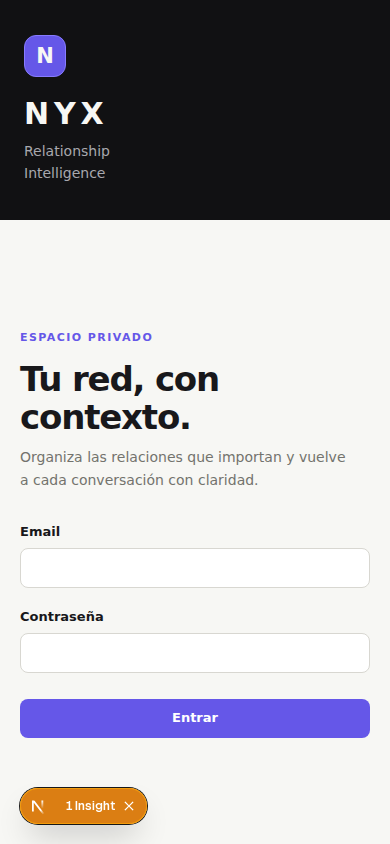 N
NYX
Relationship
Intelligence
ESPACIO PRIVADO
Tu red, con
contexto.
Organiza las relaciones que importan y vuelve
a cada conversación con claridad.
Email
Contraseña
Entrar
N 1 Insight